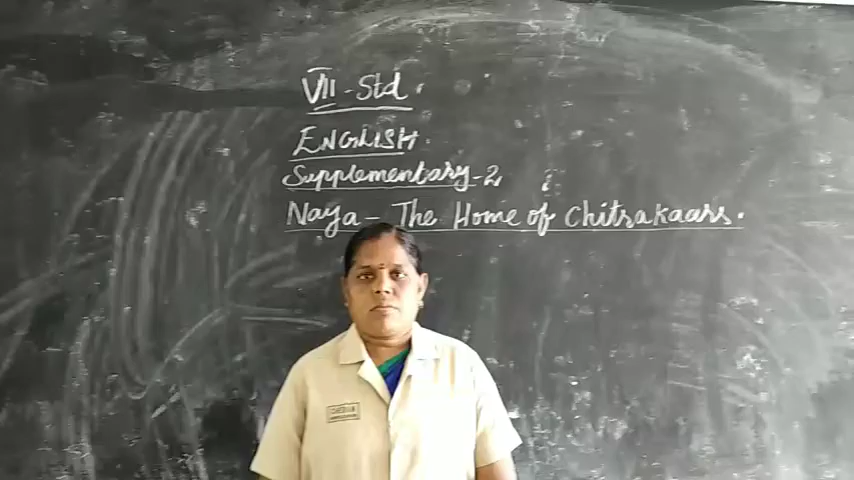 VII - Std.
ENGLISH.
Supplementary - 2,
Naya - The Home of Chitrakaars.